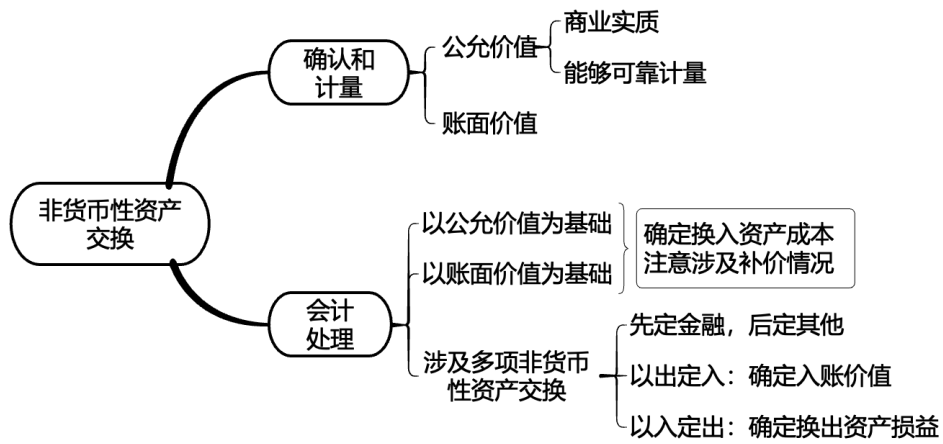 非货币性资产
交换
确认和
计量
公允价值
商业实质
能够可靠计量
账面价值
会计
处理
以公允价值为基础
以账面价值为基础
确定换入资产成本
注意涉及补价情况
涉及多项非货币
性资产交换
先定金融，后定其他
以出定入：确定入账价值
以入定出：确定换出资产损益